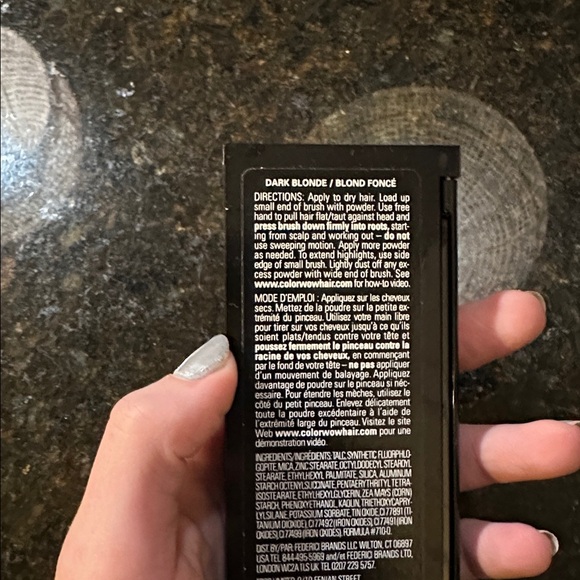 DARK BLONDE / BLOND FONCÉ
DIRECTIONS: Apply to dry hair. Load up
small end of brush with powder. Use free
hand to pull hair flat/taut against head and
press brush down firmly into roots, start-
ing from scalp and working out – do not
use sweeping motion. Apply more powder
as needed. To extend highlights, use side
edge of small brush. Lightly dust off any ex-
cess powder with wide end of brush. See
www.colorwowhair.com for how-to video.
MODE D'EMPLOI : Appliquez sur les cheveux
secs. Mettez de la poudre sur la petite ex-
trémité du pinceau. Utilisez votre main libre
pour tirer sur vos cheveux jusqu'à ce qu'ils
soient plats/tendus contre votre tête et
poussez fermement le pinceau contre la
racine de vos cheveux, en commençant
par le fond de votre tête – ne pas appliquer
d'un mouvement de balayage. Appliquez
davantage de poudre sur le pinceau si néc-
essaire. Pour étendre les mèches, utilisez le
côté du petit pinceau. Enlevez délicatement
toute la poudre excédentaire à l'aide de
l'extrémité large du pinceau. Visitez le site
Web www.colorwowhair.com pour une
démonstration vidéo.
INGREDIENTS/INGRÉDIENTS: TALC, SYNTHETIC FLUORPHLO-
GOPITE, MICA, ZINC STEARATE, OCTYLDODECYL STEAROYL
STEARATE, ETHYLHEXYL PALMITATE, SILICA, ALUMINUM
STARCH OCTENYLSUCCINATE, PENTAERYTHRITYL TETRA-
ISOSTEARATE, ETHYLHEXYLGLYCERIN, ZEA MAYS (CORN)
STARCH, PHENOXYETHANOL, KAOLIN, TRIETHOXYCAPRY-
LYLSILANE, POTASSIUM SORBATE, TIN OXIDE, CI 77891 (TI-
TANIUM DIOXIDE), CI 77492 (IRON OXIDES), CI 77491 (IRON
OXIDES), CI 77499 (IRON OXIDES), FORMULA #710-0.
DIST. BY/PAR: FEDERICI BRANDS LLC WILTON, CT 06897
USA TEL 844-495-5969 and/et FEDERICI BRANDS LTD,
LONDON WC2A 1LS UK TEL 0207 229 5757.
LIMITED 9/10 FENIAN STREET